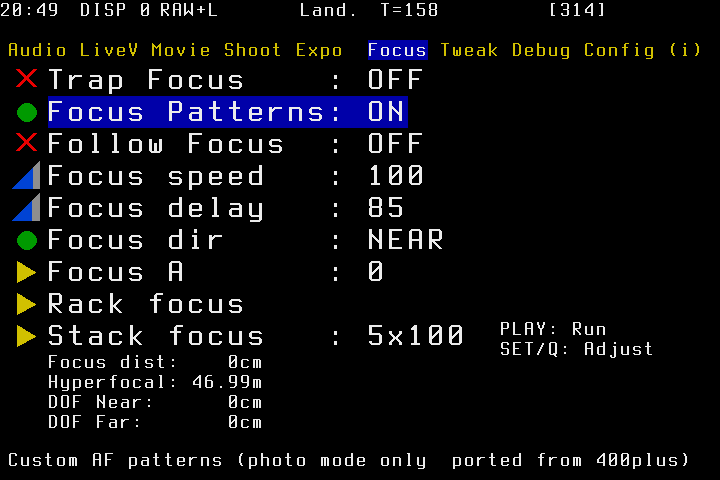 20:49 DISP 0 RAW+L Land. T=158 [314]
Audio LiveV Movie Shoot Expo Focus Tweak Debug Config (i)
Trap Focus : OFF
Focus Patterns: ON
Follow Focus : OFF
Focus speed : 100
Focus delay : 85
Focus dir : NEAR
Focus A : 0
Rack focus
Stack focus : 5x100
PLAY: Run
SET/Q: Adjust
Focus dist: 0cm
Hyperfocal: 46.99m
DOF Near: 0cm
DOF Far: 0cm
Custom AF patterns (photo mode only ported from 400plus)